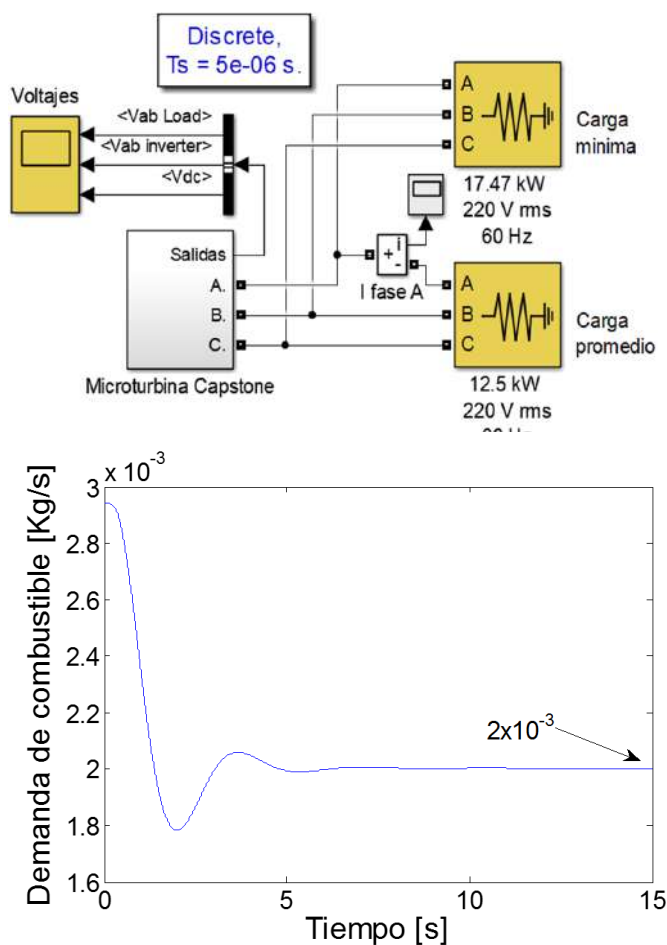 Discrete,
Ts = 5e-06 s.
Voltajes
<Vab Load>
<Vab inverter>
<Vdc>
Salidas
A.
B.
C.
Microturbina Capstone
+
i
-
I fase A
A
B
C
Carga
minima
17.47 kW
220 V rms
60 Hz
A
B
C
Carga
promedio
12.5 kW
220 V rms
x 10^-3
3
2.8
2.6
2.4
2.2
2
1.8
1.6
Demanda de combustible [Kg/s]
2x10^-3
0
5
10
15
Tiempo [s]